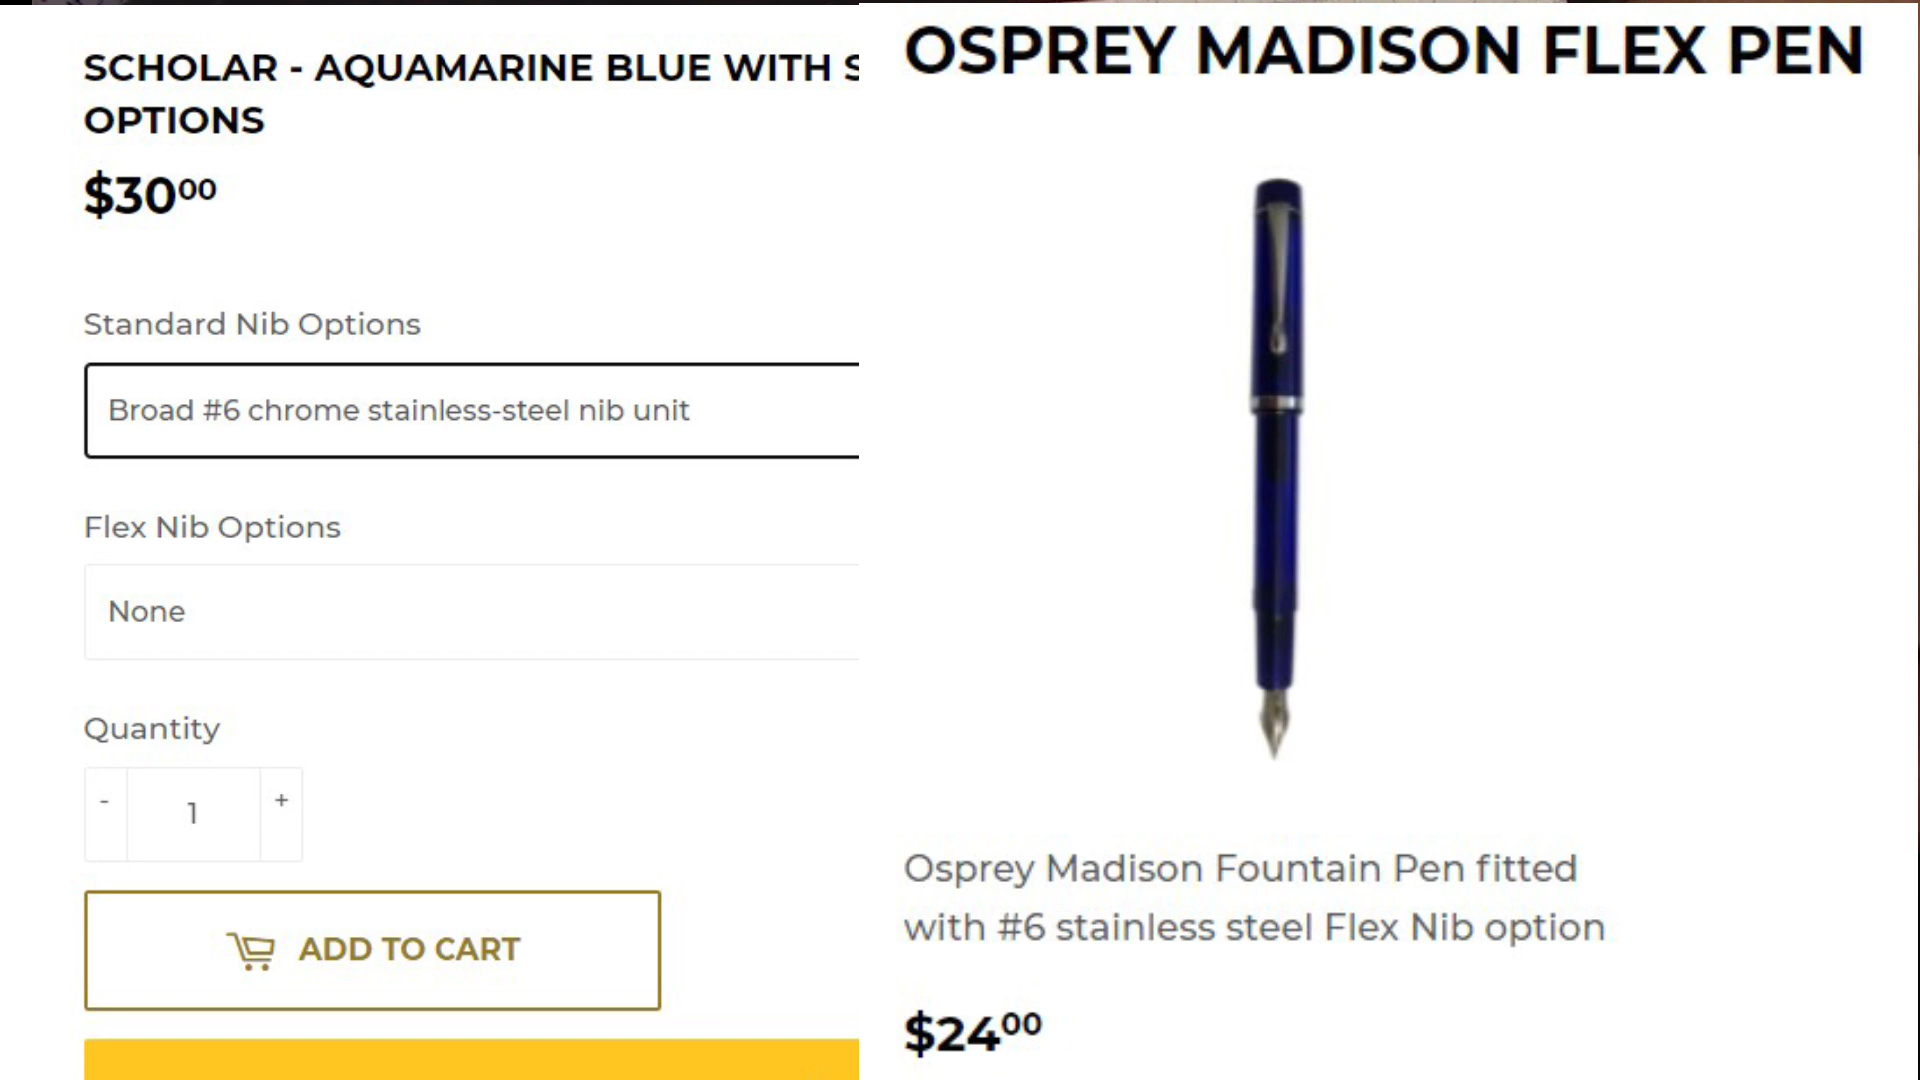 SCHOLAR - AQUAMARINE BLUE WITH
OPTIONS
$3000
Standard Nib Options
Broad #6 chrome stainless-steel nib unit
Flex Nib Options
None
Quantity
- 1 +
ADD TO CART
OSPREY MADISON FLEX PEN
Osprey Madison Fountain Pen fitted
with #6 stainless steel Flex Nib option
$2400